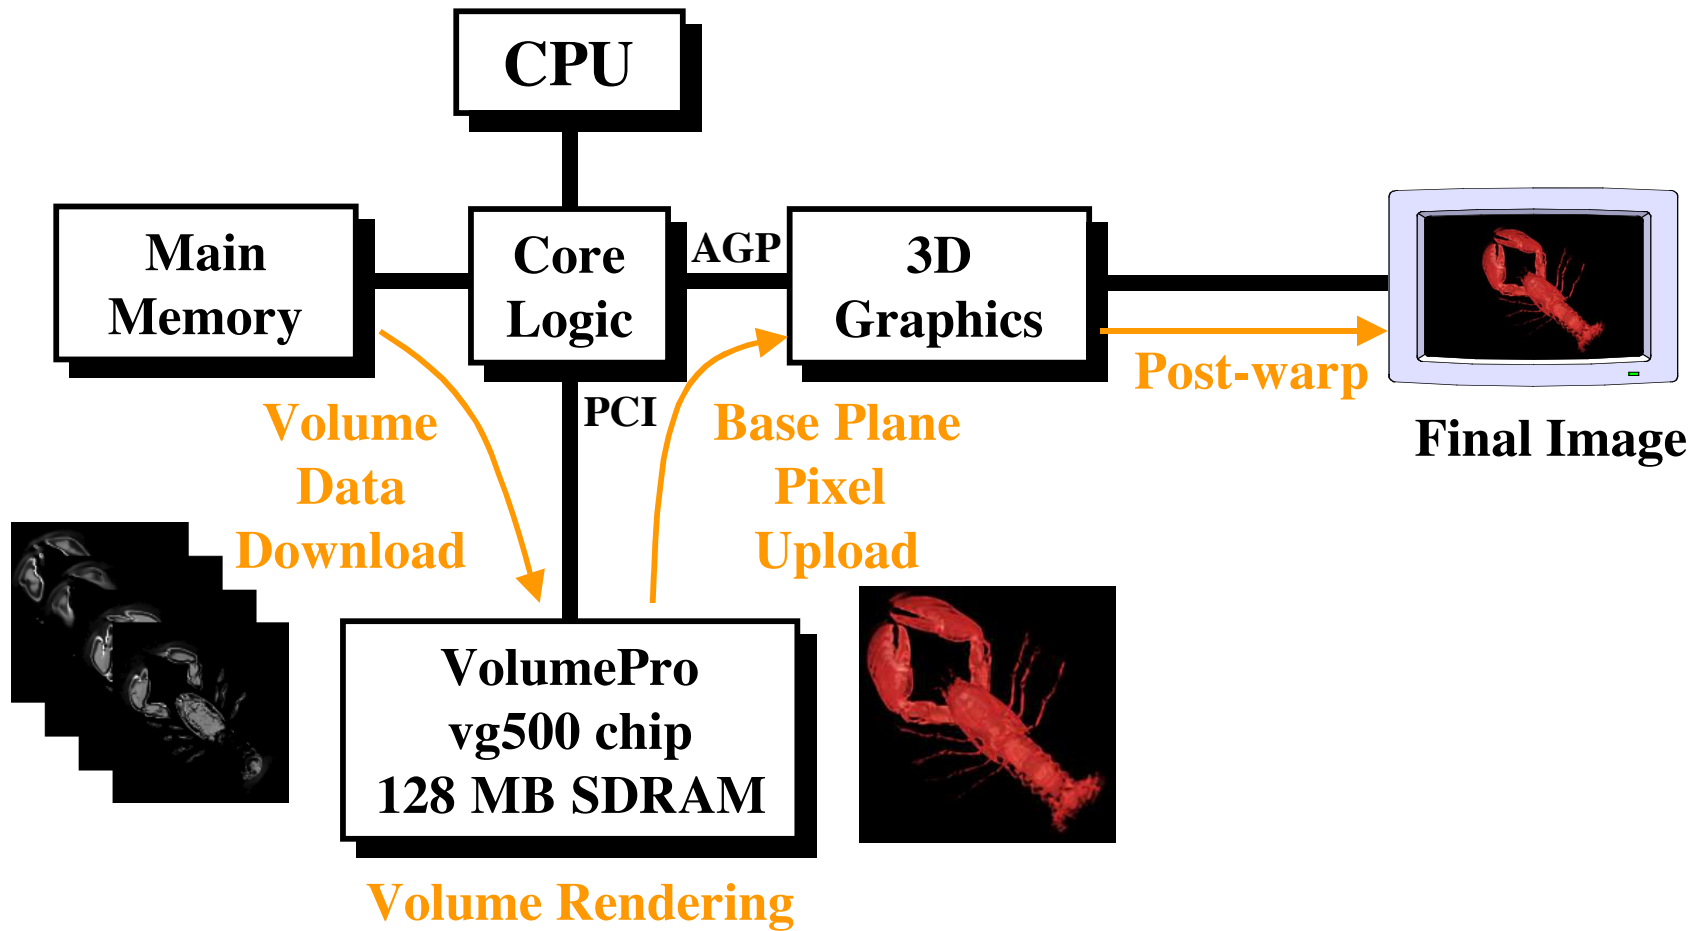 CPU
Main
Memory
Core
Logic
AGP
3D
Graphics
Post-warp
Final Image
PCI
Volume
Data
Download
Base Plane
Pixel
Upload
VolumePro
vg500 chip
128 MB SDRAM
Volume Rendering